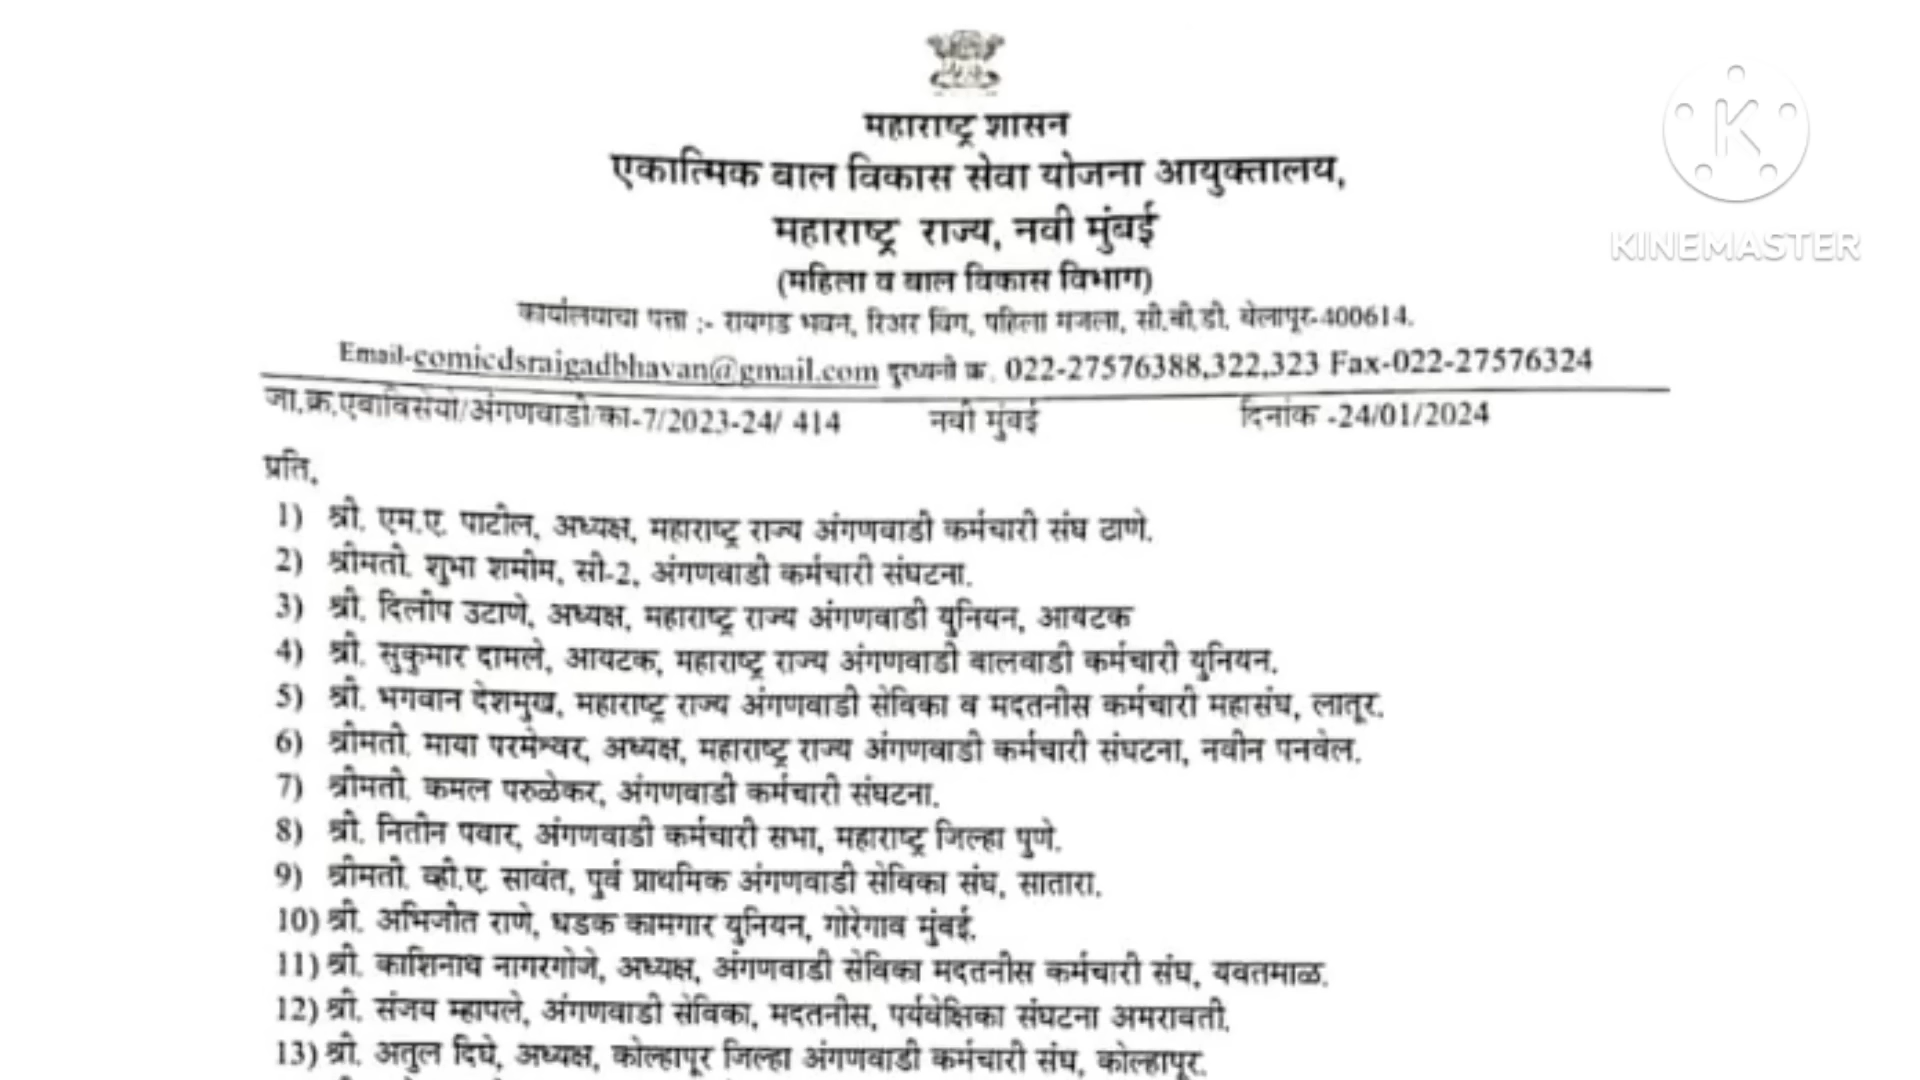 महाराष्ट्र शासन
एकात्मिक बाल विकास सेवा योजना आयुक्तालय,
महाराष्ट्र राज्य, नवी मुंबई
(महिला व बाल विकास विभाग)
कार्यालयाचा पत्ता :- रायगड भवन, रिअर विंग, पहिला मजला, सी.बी.डी. बेलापूर-400614.
Email-comicdsraigadbhavan@gmail.com दुरध्वनी क्र. 022-27576388,322,323 Fax-022-27576324
जा.क्र.एबाविसेयो/अंगणवाडी/का-7/2023-24/ 414 नवी मुंबई दिनांक -24/01/2024
प्रति,
1) श्री. एम.ए. पाटील, अध्यक्ष, महाराष्ट्र राज्य अंगणवाडी कर्मचारी संघ ठाणे.
2) श्रीमती. शुभा शमीम, सी-2, अंगणवाडी कर्मचारी संघटना.
3) श्री. दिलीप उटाणे, अध्यक्ष, महाराष्ट्र राज्य अंगणवाडी युनियन, आयटक
4) श्री. सुकुमार दामले, आयटक, महाराष्ट्र राज्य अंगणवाडी बालवाडी कर्मचारी युनियन.
5) श्री. भगवान देशमुख, महाराष्ट्र राज्य अंगणवाडी सेविका व मदतनीस कर्मचारी महासंघ, लातूर.
6) श्रीमती. माया परमेश्वर, अध्यक्ष, महाराष्ट्र राज्य अंगणवाडी कर्मचारी संघटना, नवीन पनवेल.
7) श्रीमती. कमल परुळेकर, अंगणवाडी कर्मचारी संघटना.
8) श्री. नितीन पवार, अंगणवाडी कर्मचारी सभा, महाराष्ट्र जिल्हा पुणे.
9) श्रीमती. व्ही.ए. सावंत, पुर्व प्राथमिक अंगणवाडी सेविका संघ, सातारा.
10) श्री. अभिजीत राणे, धडक कामगार युनियन, गोरेगाव मुंबई.
11) श्री. काशिनाथ नागरगोजे, अध्यक्ष, अंगणवाडी सेविका मदतनीस कर्मचारी संघ, यवतमाळ.
12) श्री. संजय म्हापले, अंगणवाडी सेविका, मदतनीस, पर्यवेक्षिका संघटना अमरावती.
13) श्री. अतुल दिघे, अध्यक्ष, कोल्हापूर जिल्हा अंगणवाडी कर्मचारी संघ, कोल्हापूर.
K
KINEMASTER